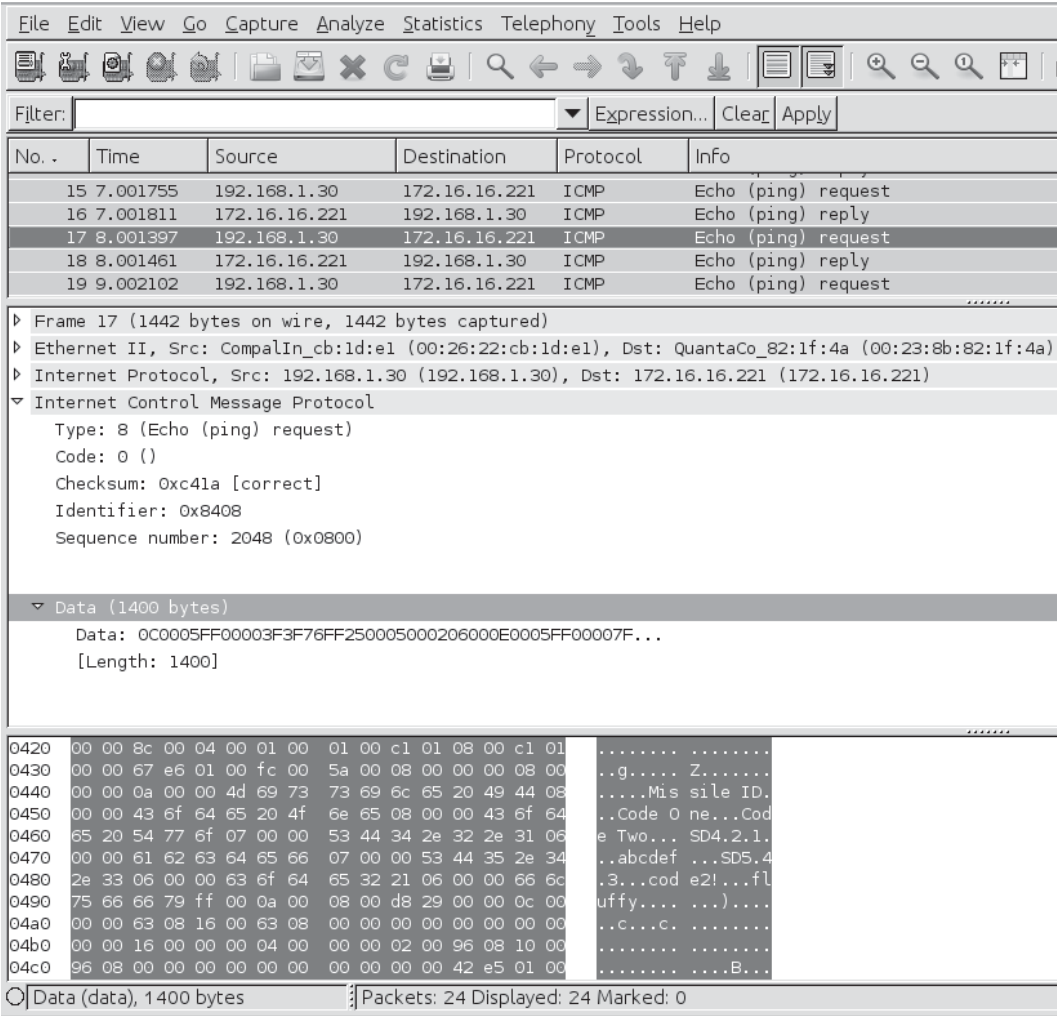 File Edit View Go Capture Analyze Statistics Telephony Tools Help
Filter: Expression... Clear Apply
No. . Time Source Destination Protocol Info
15 7.001755 192.168.1.30 172.16.16.221 ICMP Echo (ping) request
16 7.001811 172.16.16.221 192.168.1.30 ICMP Echo (ping) reply
17 8.001397 192.168.1.30 172.16.16.221 ICMP Echo (ping) request
18 8.001461 172.16.16.221 192.168.1.30 ICMP Echo (ping) reply
19 9.002102 192.168.1.30 172.16.16.221 ICMP Echo (ping) request
Frame 17 (1442 bytes on wire, 1442 bytes captured)
Ethernet II, Src: CompalIn_cb:1d:e1 (00:26:22:cb:1d:e1), Dst: QuantaCo_82:1f:4a (00:23:8b:82:1f:4a)
Internet Protocol, Src: 192.168.1.30 (192.168.1.30), Dst: 172.16.16.221 (172.16.16.221)
Internet Control Message Protocol
Type: 8 (Echo (ping) request)
Code: 0 ()
Checksum: 0xc41a [correct]
Identifier: 0x8408
Sequence number: 2048 (0x0800)
Data (1400 bytes)
Data: 0C0005FF00003F3F76FF250005000206000E0005FF00007F...
[Length: 1400]
0420 00 00 8c 00 04 00 01 00 01 00 c1 01 08 00 c1 01 ........ ........
0430 00 00 67 e6 01 00 fc 00 5a 00 08 00 00 00 08 00 ..g..... Z.......
0440 00 00 0a 00 00 4d 69 73 73 69 6c 65 20 49 44 08 .....Mis sile ID.
0450 00 00 43 6f 64 65 20 4f 6e 65 08 00 00 43 6f 64 ..Code O ne...Cod
0460 65 20 54 77 6f 07 00 00 53 44 34 2e 32 2e 31 06 e Two... SD4.2.1.
0470 00 00 61 62 63 64 65 66 07 00 00 53 44 35 2e 34 ..abcdef ...SD5.4
0480 2e 33 06 00 00 63 6f 64 65 32 21 06 00 00 66 6c .3...cod e2!...fl
0490 75 66 66 79 ff 00 0a 00 08 00 d8 29 00 00 0c 00 uffy.... ...)....
04a0 00 00 63 08 16 00 63 08 00 00 00 00 00 00 00 00 ..c...c. ........
04b0 00 00 16 00 00 00 04 00 00 00 02 00 96 08 10 00 ........ ........
04c0 96 08 00 00 00 00 00 00 00 00 00 00 42 e5 01 00 ........ ....B...
Data (data), 1400 bytes Packets: 24 Displayed: 24 Marked: 0